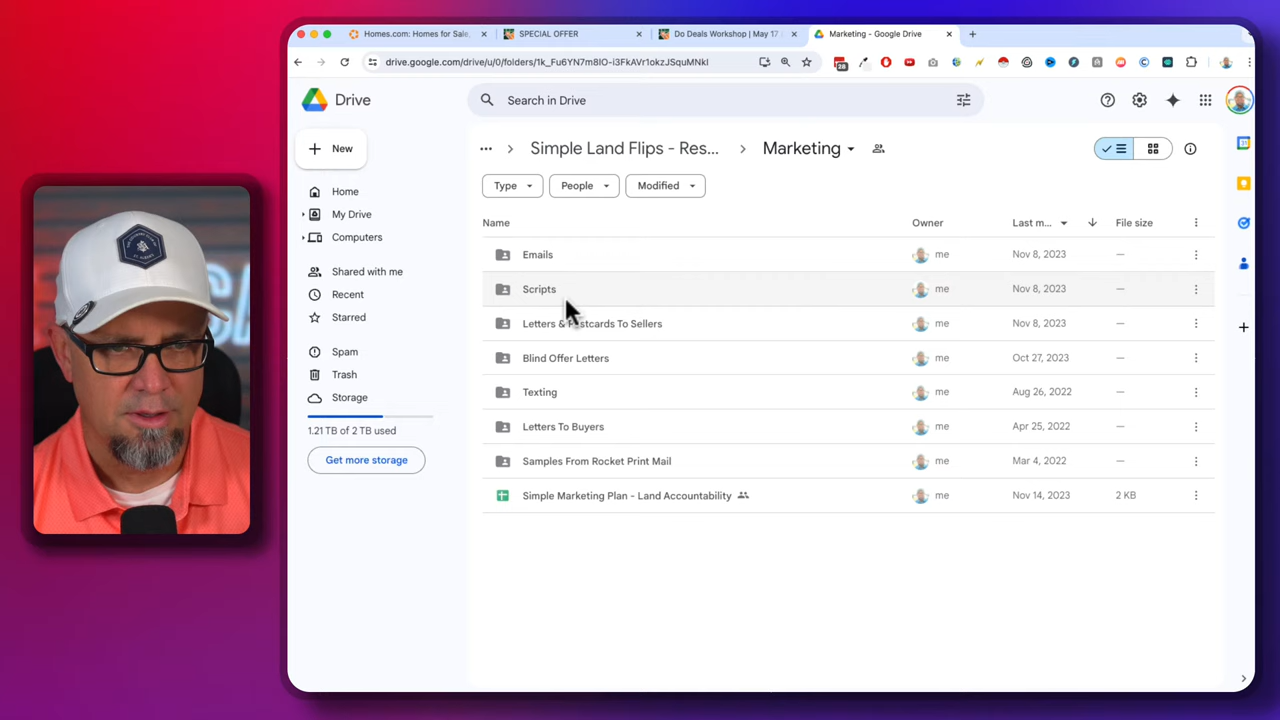 Homes.com: Homes for Sale,
SPECIAL OFFER
Do Deals Workshop | May 17
Marketing - Google Drive
drive.google.com/drive/u/0/folders/1k_Fu6YN7m8IO-i3FkAVr1okzJSquMNkI
28
Drive
Search in Drive
New
Simple Land Flips - Res...
Marketing
Home
My Drive
Computers
Shared with me
Recent
Starred
Spam
Trash
Storage
1.21 TB of 2 TB used
Get more storage
Type
People
Modified
Name
Owner
Last m...
File size
Emails
me
Nov 8, 2023
—
Scripts
me
Nov 8, 2023
—
Letters & Postcards To Sellers
me
Nov 8, 2023
—
Blind Offer Letters
me
Oct 27, 2023
—
Texting
me
Aug 26, 2022
—
Letters To Buyers
me
Apr 25, 2022
—
Samples From Rocket Print Mail
me
Mar 4, 2022
—
Simple Marketing Plan - Land Accountability
me
Nov 14, 2023
2 KB